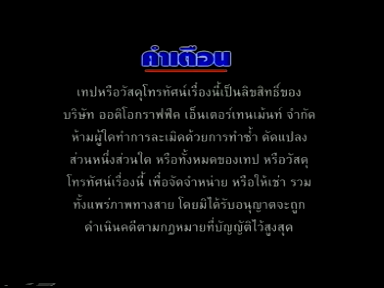 คำเตือน
เทปหรือวัสดุโทรทัศน์เรื่องนี้เป็นลิขสิทธิ์ของ
บริษัท ออดิโอกราฟฟิค เอ็นเตอร์เทนเม้นท์ จำกัด
ห้ามผู้ใดทำการละเมิดด้วยการทำซ้ำ ดัดแปลง
ส่วนหนึ่งส่วนใด หรือทั้งหมดของเทป หรือวัสดุ
โทรทัศน์เรื่องนี้ เพื่อจัดจำหน่าย หรือให้เช่า รวม
ทั้งแพร่ภาพทางสาย โดยมิได้รับอนุญาตจะถูก
ดำเนินคดีตามกฎหมายที่บัญญัติไว้สูงสุด